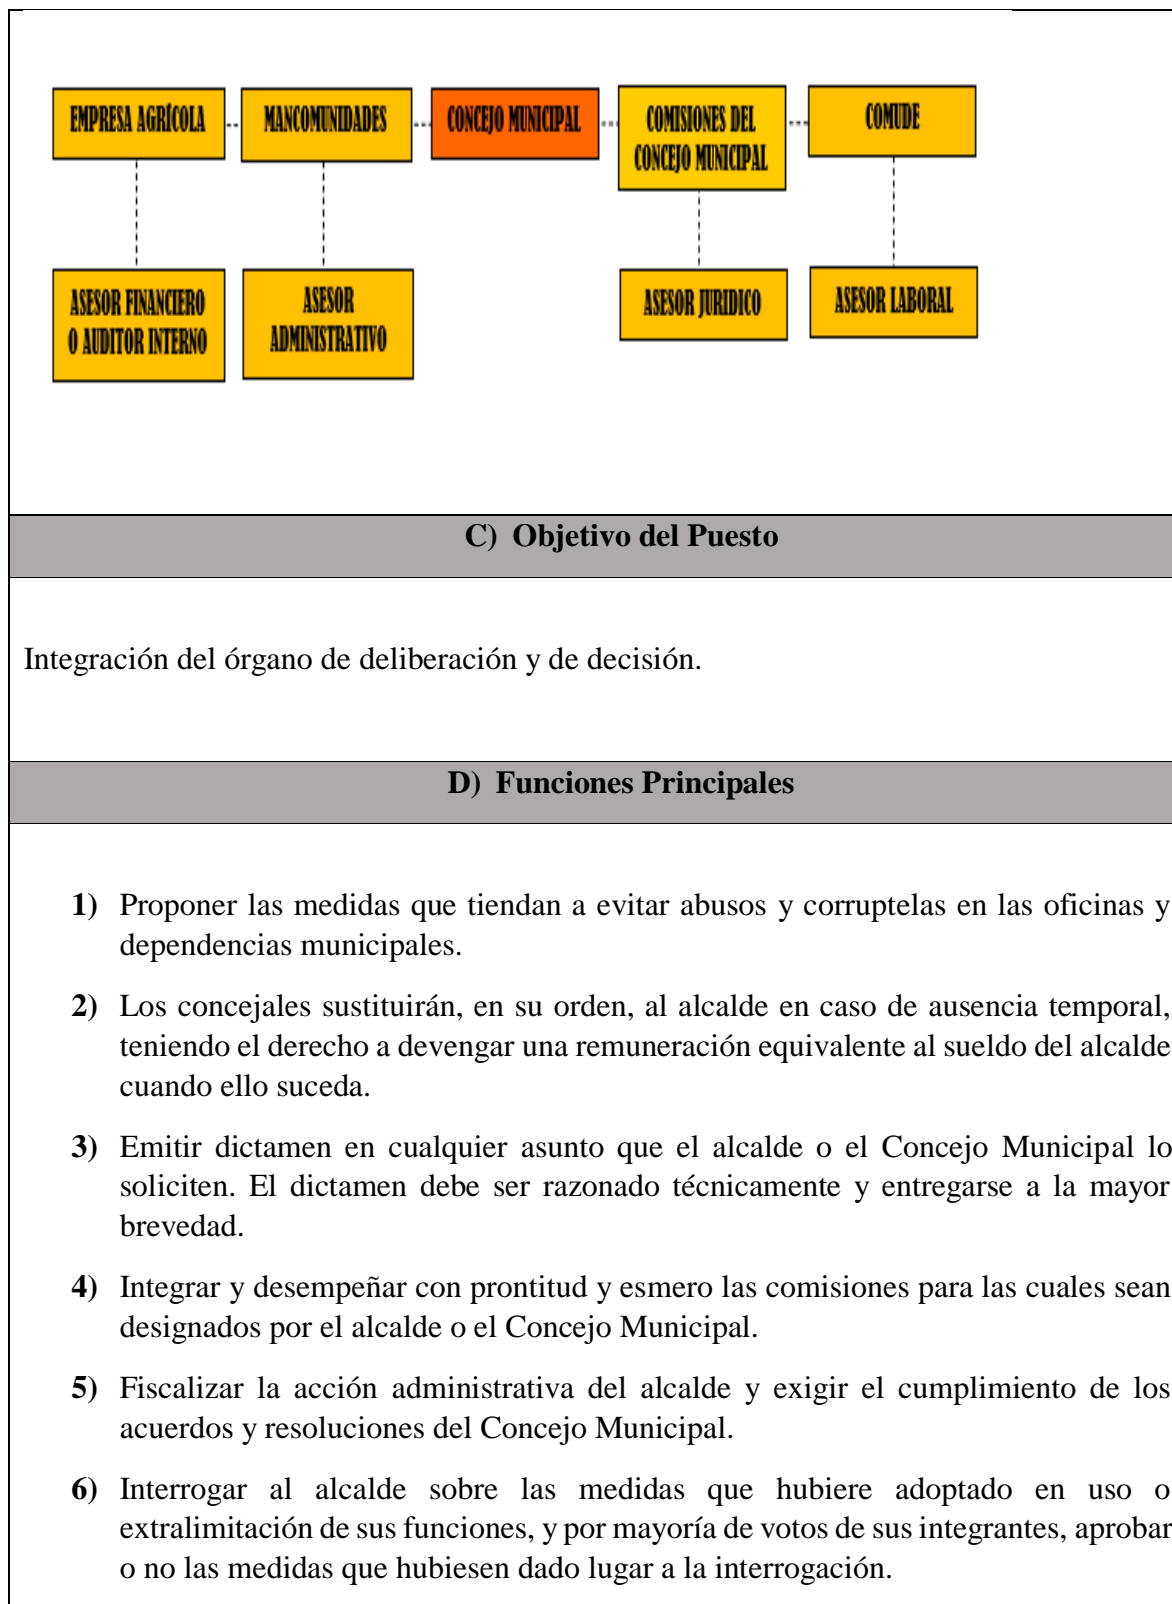 EMPRESA AGRÍCOLA
MANCOMUNIDADES
CONCEJO MUNICIPAL
COMISIONES DEL
CONCEJO MUNICIPAL
COMUDE
ASESOR FINANCIERO
O AUDITOR INTERNO
ASESOR
ADMINISTRATIVO
ASESOR JURIDICO
ASESOR LABORAL
C) Objetivo del Puesto
Integración del órgano de deliberación y de decisión.
D) Funciones Principales
1) Proponer las medidas que tiendan a evitar abusos y corruptelas en las oficinas y
dependencias municipales.
2) Los concejales sustituirán, en su orden, al alcalde en caso de ausencia temporal,
teniendo el derecho a devengar una remuneración equivalente al sueldo del alcalde
cuando ello suceda.
3) Emitir dictamen en cualquier asunto que el alcalde o el Concejo Municipal lo
soliciten. El dictamen debe ser razonado técnicamente y entregarse a la mayor
brevedad.
4) Integrar y desempeñar con prontitud y esmero las comisiones para las cuales sean
designados por el alcalde o el Concejo Municipal.
5) Fiscalizar la acción administrativa del alcalde y exigir el cumplimiento de los
acuerdos y resoluciones del Concejo Municipal.
6) Interrogar al alcalde sobre las medidas que hubiere adoptado en uso o
extralimitación de sus funciones, y por mayoría de votos de sus integrantes, aprobar
o no las medidas que hubiesen dado lugar a la interrogación.